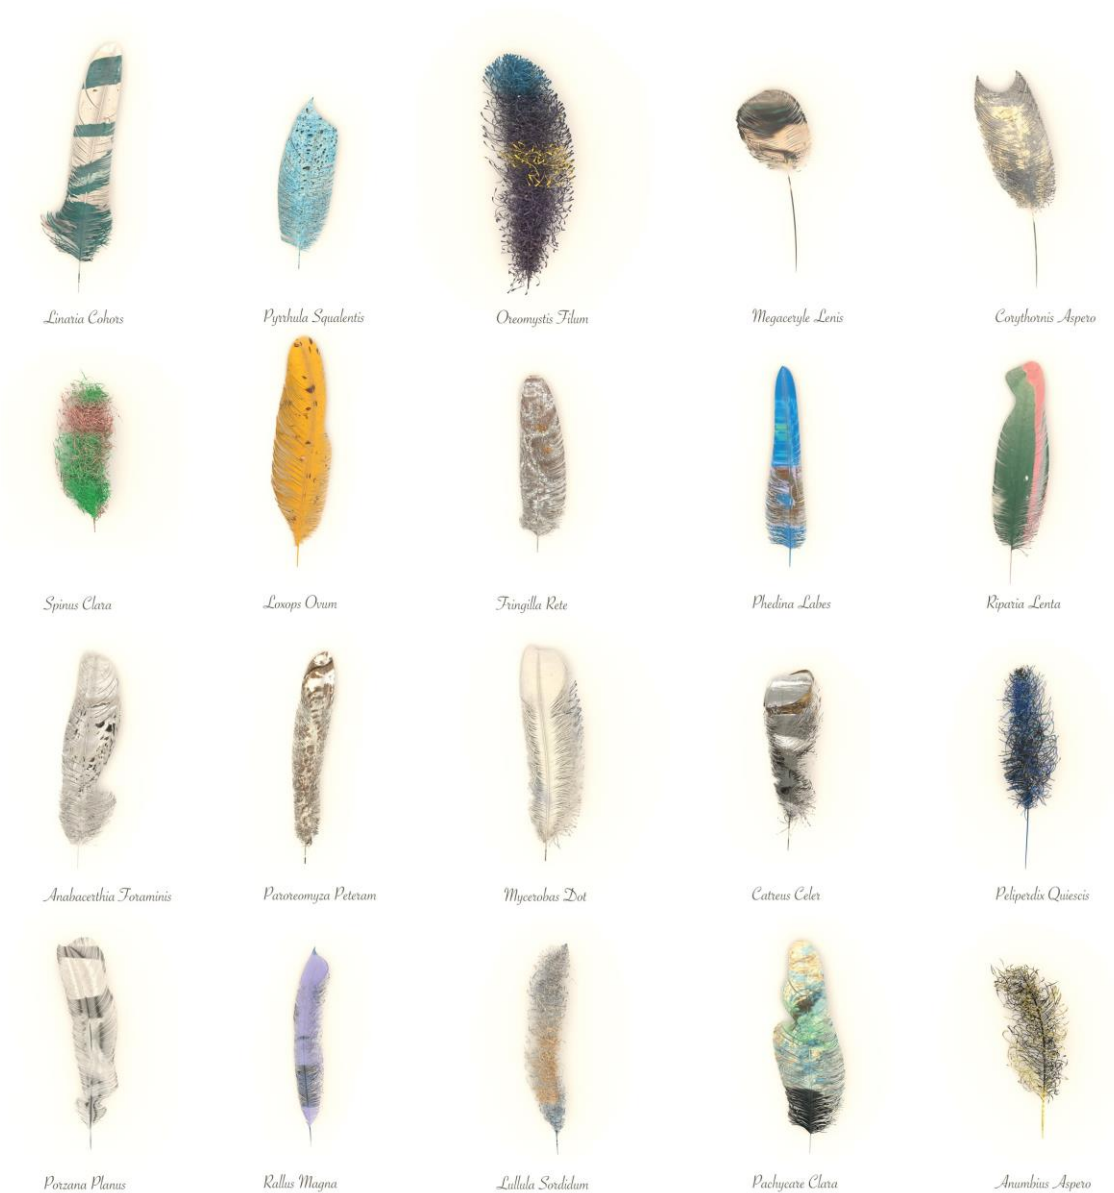 Linaria Cohors
Pyrrhula Squalentis
Oreomystis Filum
Megaceryle Lenis
Corythornis Aspero
Spinus Clara
Loxops Ovum
Fringilla Rete
Phedina Labes
Riparia Lenta
Anabacerthia Foraminis
Paroreomyza Peteram
Mycerobas Dot
Catreus Celer
Peliperdix Quiescis
Porzana Planus
Rallus Magna
Lullula Sordidum
Pachycare Clara
Anumbius Aspero